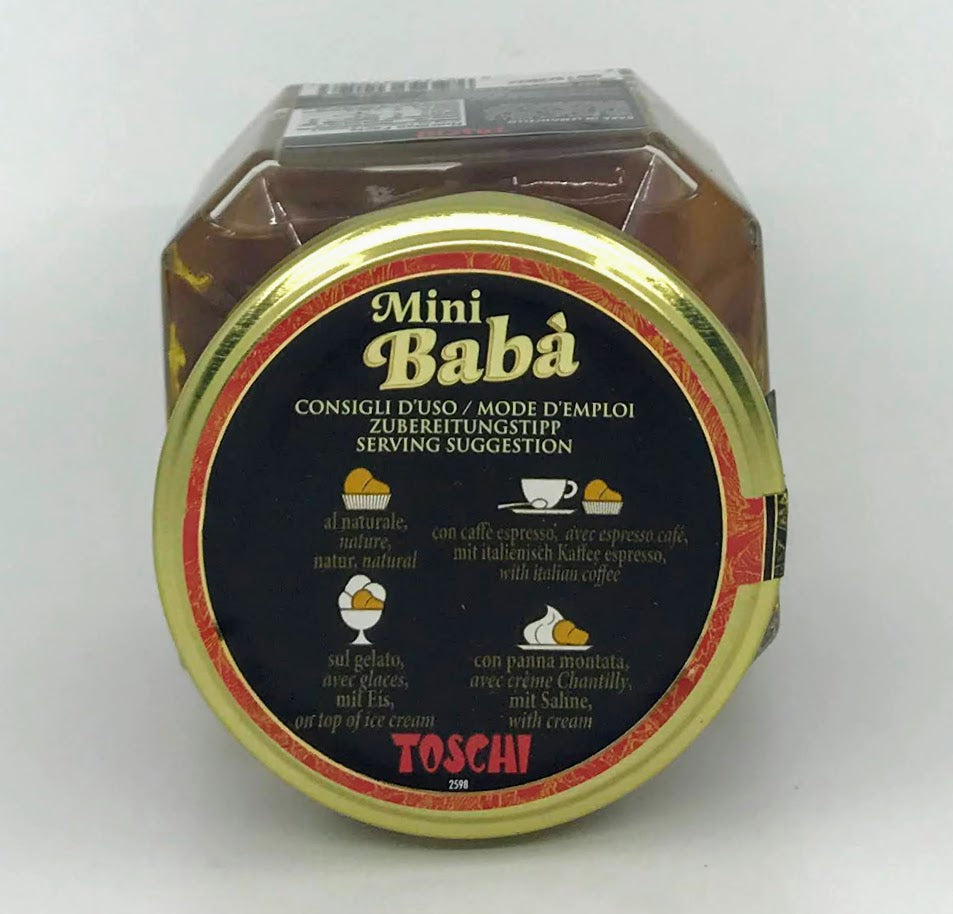 TOSCHI
Mini
Babà
CONSIGLI D'USO / MODE D'EMPLOI
ZUBEREITUNGSTIPP
SERVING SUGGESTION
al naturale,
nature,
natur, natural
con caffè espresso, avec espresso café,
mit italienisch Kaffee espresso,
with italian coffee
sul gelato,
avec glaces,
mit Eis,
on top of ice cream
con panna montata,
avec crème Chantilly,
mit Sahne,
with cream
TOSCHI
2598